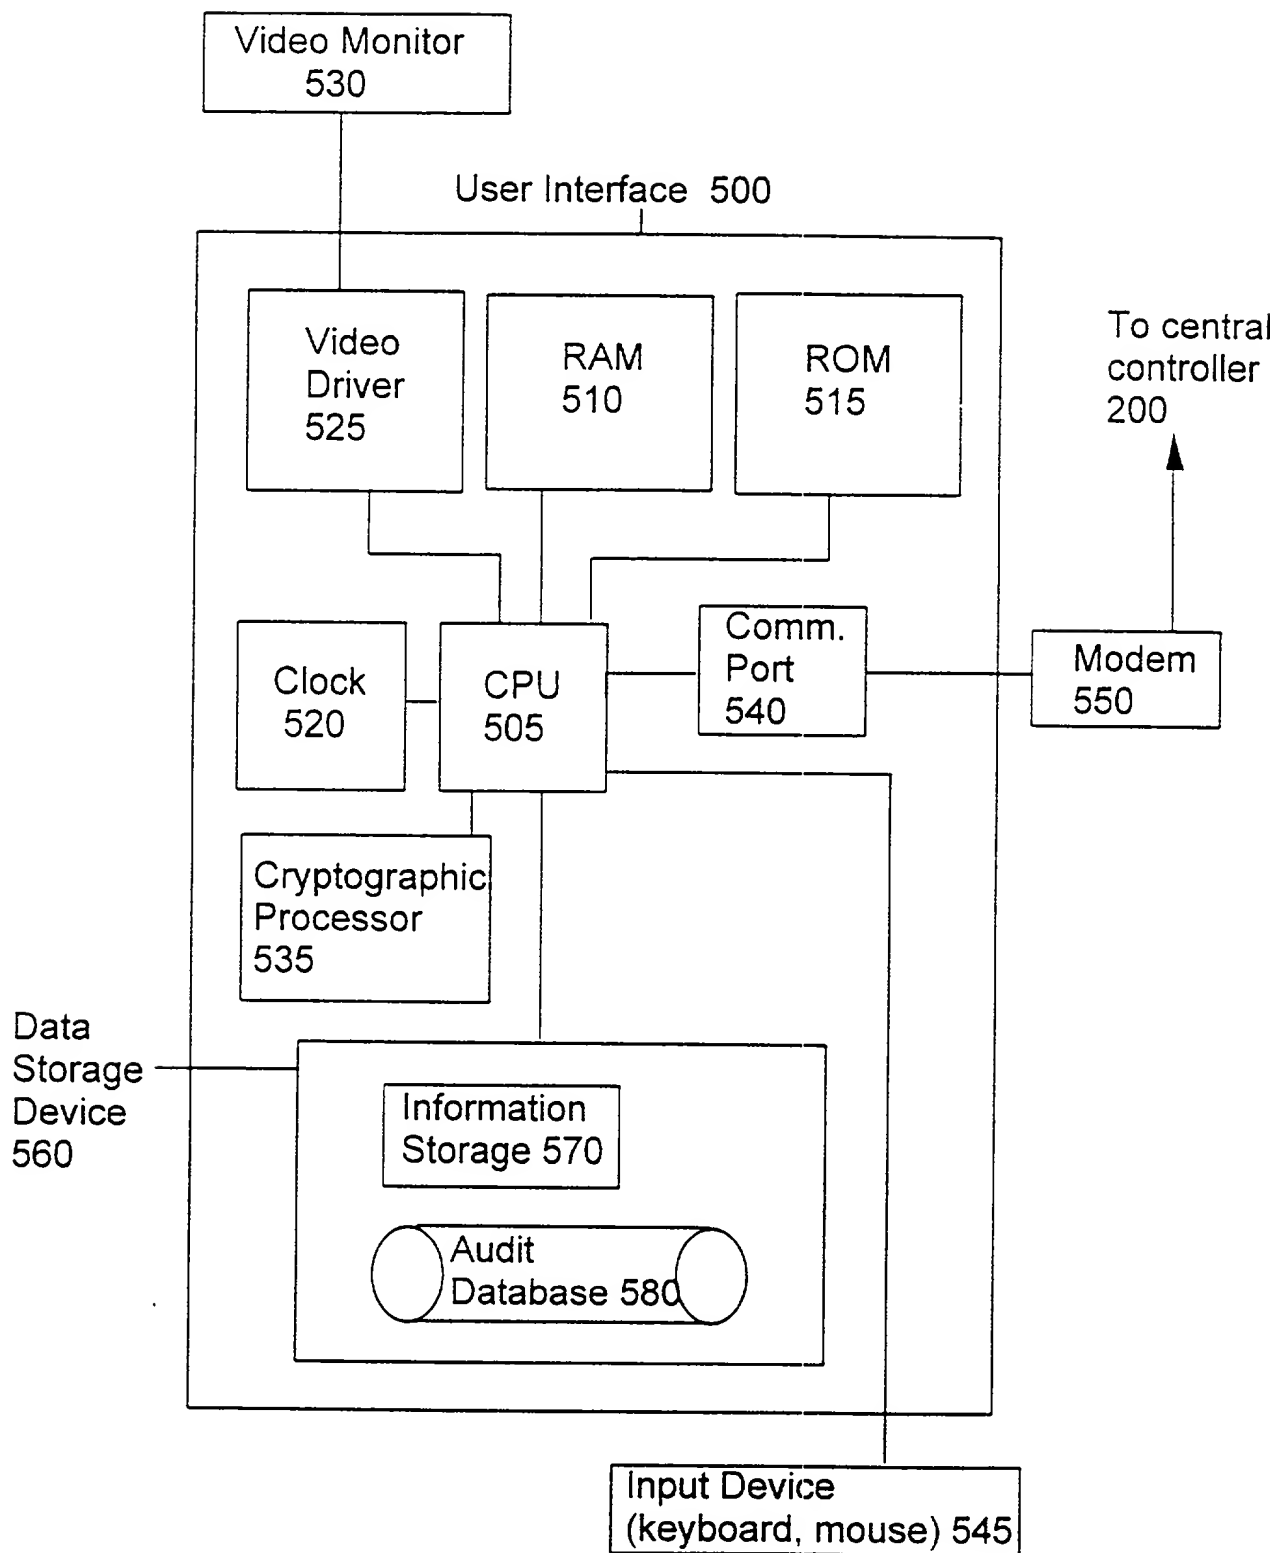 Video Monitor
530
User Interface 500
Video
Driver
525
RAM
510
ROM
515
To central
controller
200
Clock
520
CPU
505
Comm.
Port
540
Modem
550
Cryptographic
Processor
535
Data
Storage
Device
560
Information
Storage 570
Audit
Database 580
Input Device
(keyboard, mouse) 545